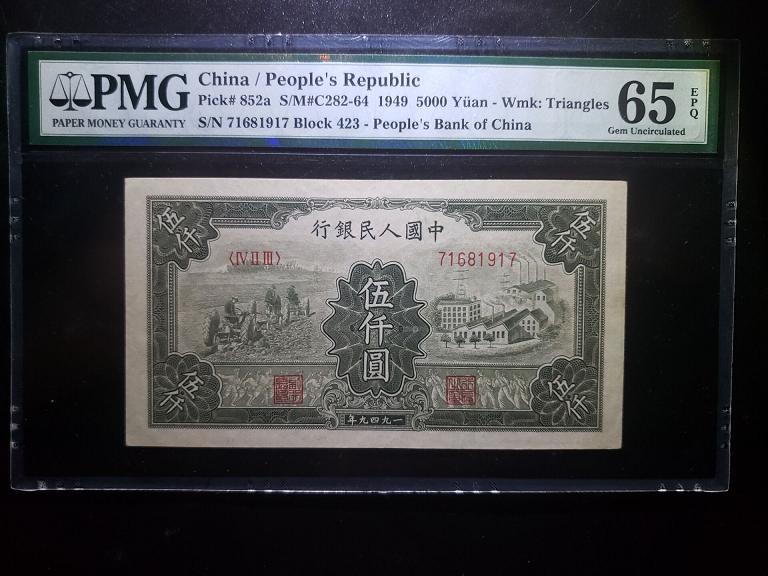 PMG
PAPER MONEY GUARANTY
China / People's Republic
Pick# 852a S/M#C282-64 1949 5000 Yüan - Wmk: Triangles
S/N 71681917 Block 423 - People's Bank of China
65
EPQ
Gem Uncirculated
伍仟
行銀民人國中
伍仟
〈IV II III〉
71681917
伍仟圓
伍仟
伍仟
年九四九一